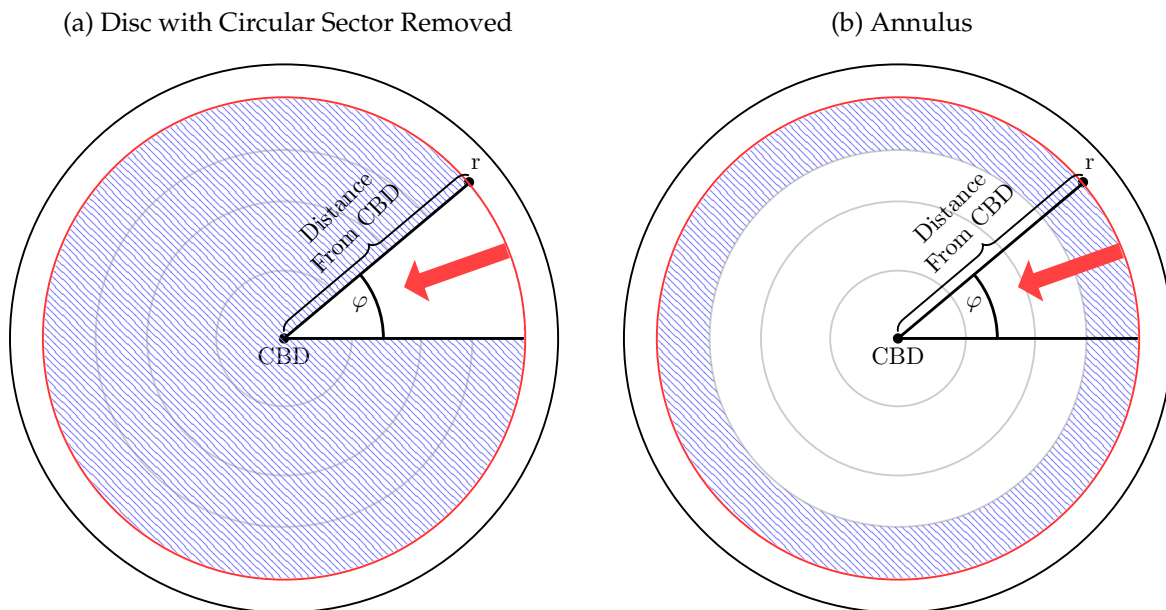 (a) Disc with Circular Sector Removed
r
Distance
From CBD
φ
CBD
(b) Annulus
r
Distance
From CBD
φ
CBD